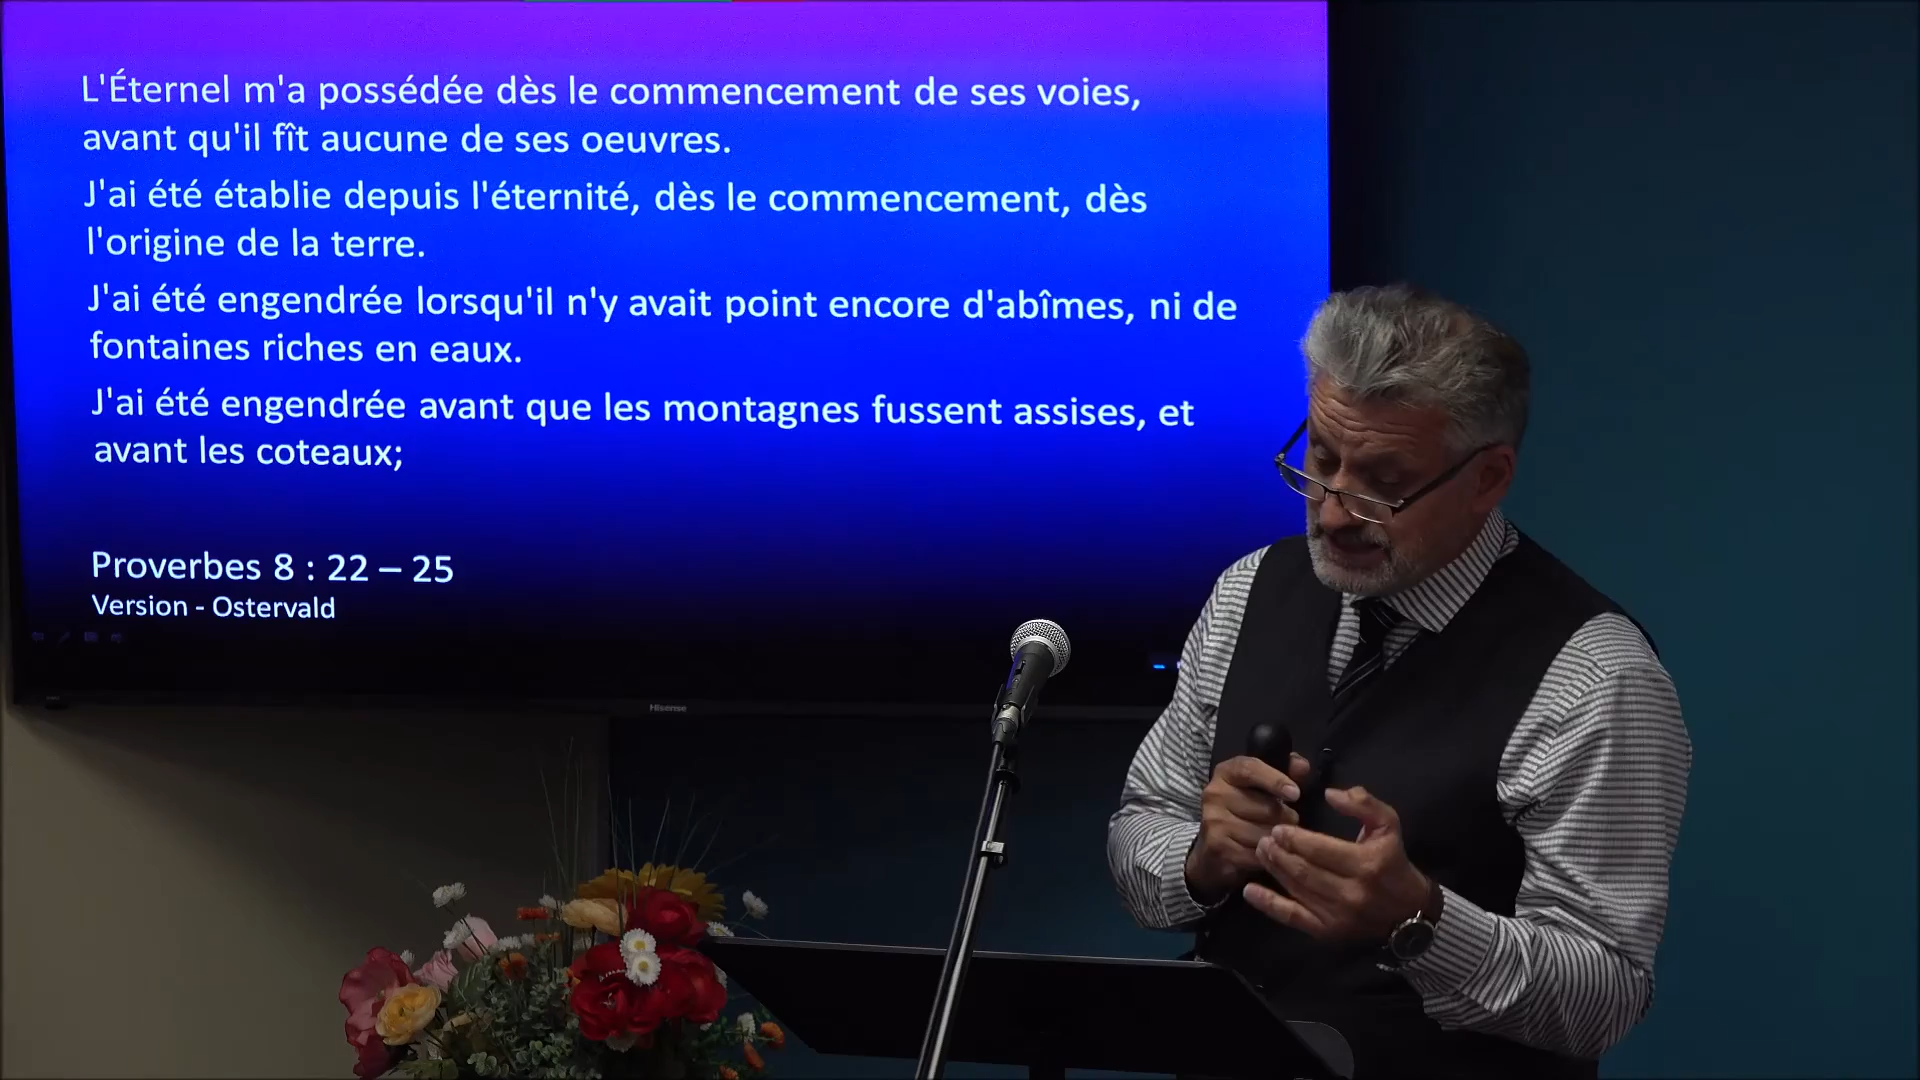 L'Éternel m'a possédée dès le commencement de ses voies,
avant qu'il fît aucune de ses oeuvres.
J'ai été établie depuis l'éternité, dès le commencement, dès
l'origine de la terre.
J'ai été engendrée lorsqu'il n'y avait point encore d'abîmes, ni de
fontaines riches en eaux.
J'ai été engendrée avant que les montagnes fussent assises, et
avant les coteaux;
Proverbes 8 : 22 – 25
Version - Ostervald
Hisense